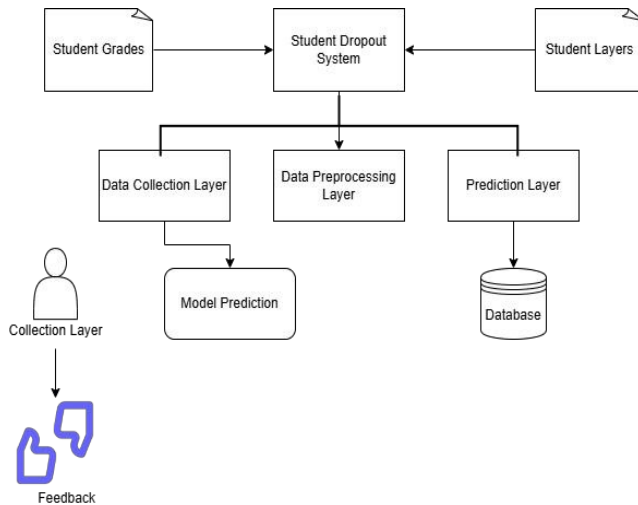 Student Grades
Student Dropout
System
Student Layers
Data Collection Layer
Data Preprocessing
Layer
Prediction Layer
Model Prediction
Database
Collection Layer
Feedback